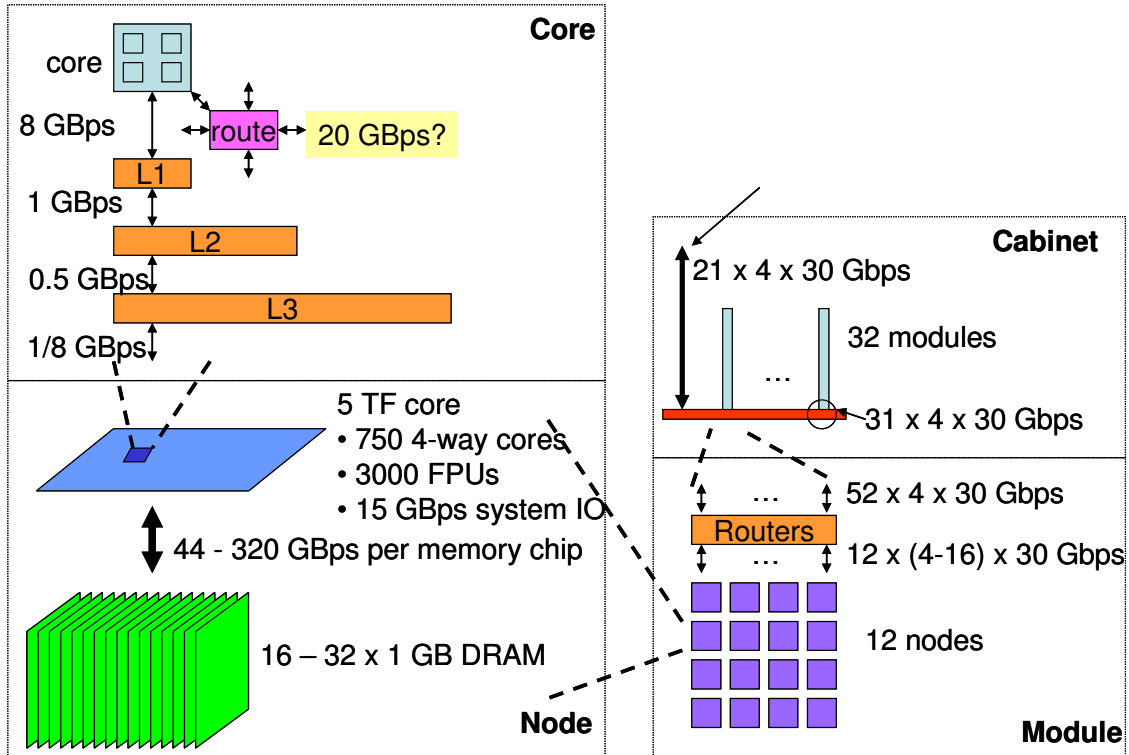 Core
core
8 GBps
route
20 GBps?
L1
1 GBps
L2
0.5 GBps
L3
1/8 GBps
5 TF core
• 750 4-way cores
• 3000 FPUs
• 15 GBps system IO
44 - 320 GBps per memory chip
16 – 32 x 1 GB DRAM
Node
Cabinet
21 x 4 x 30 Gbps
32 modules
...
31 x 4 x 30 Gbps
...
52 x 4 x 30 Gbps
Routers
...
12 x (4-16) x 30 Gbps
12 nodes
Module